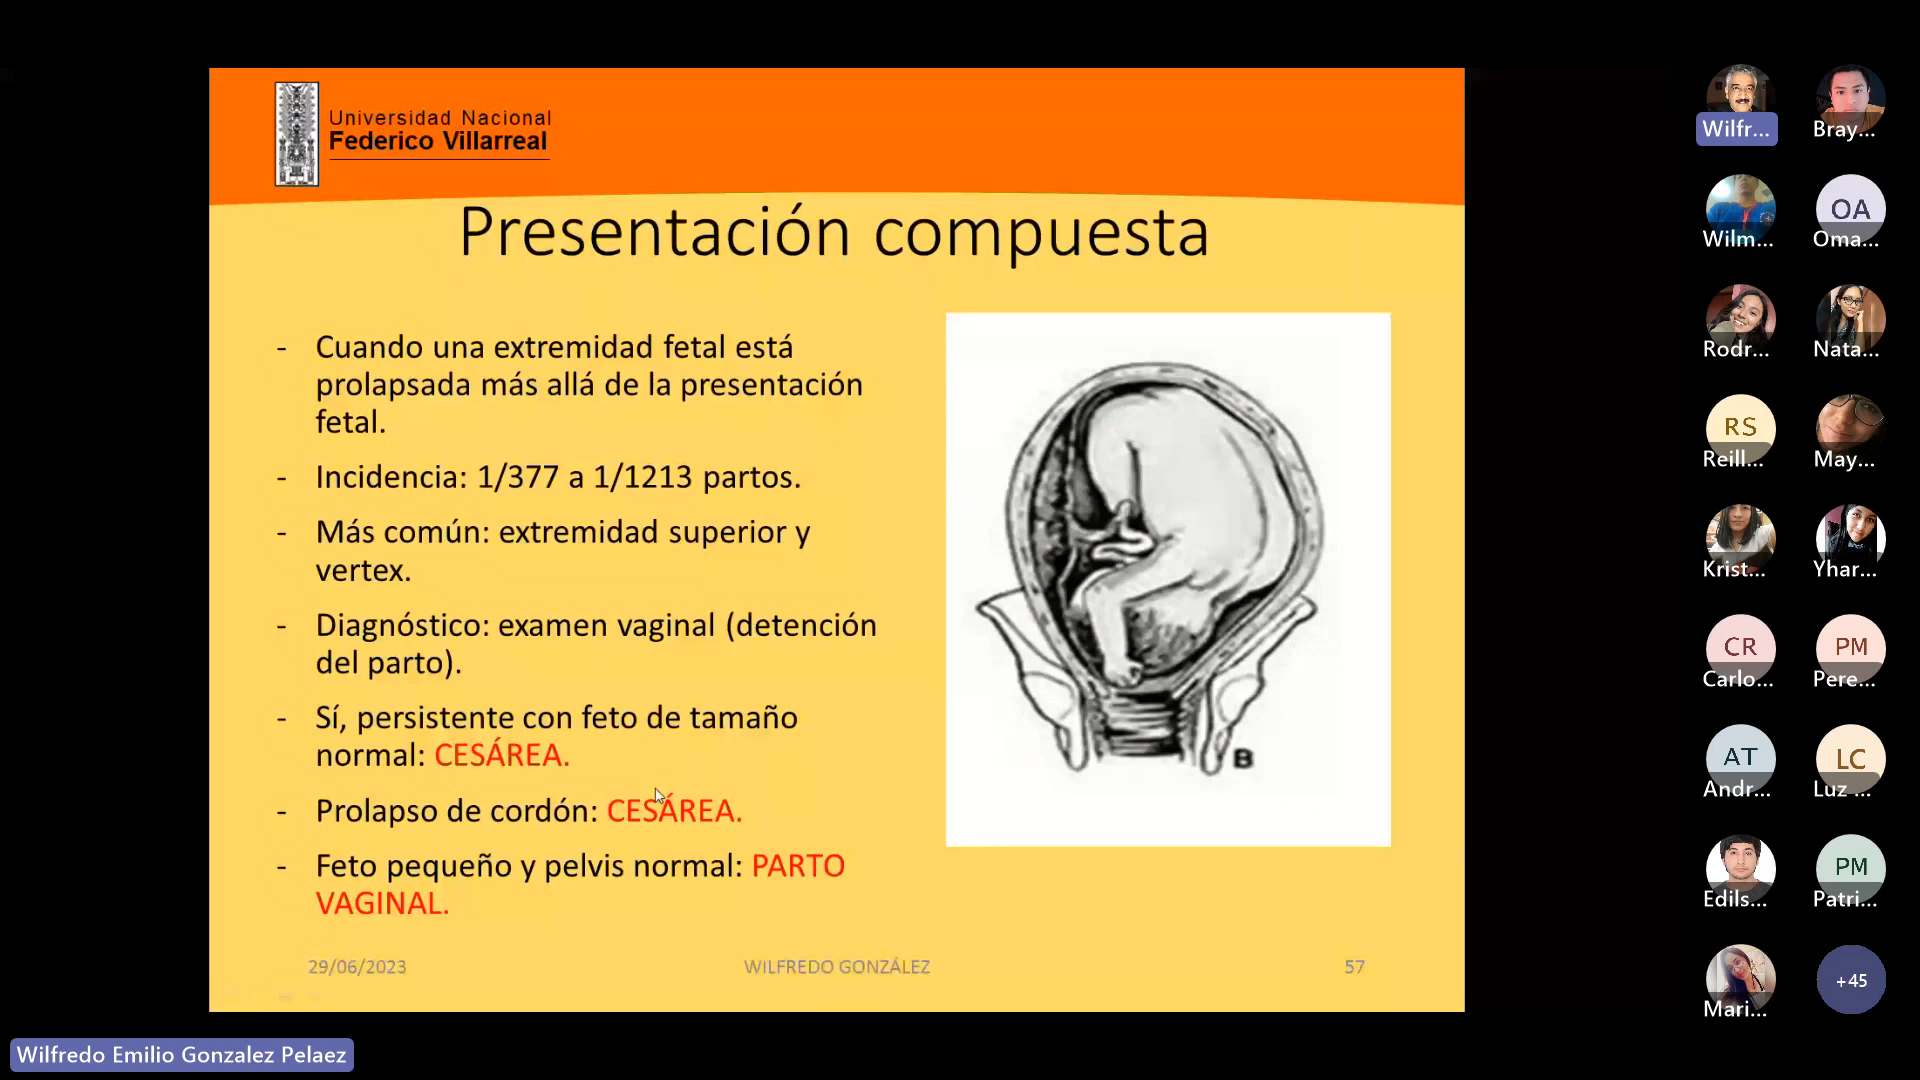 Universidad Nacional
Federico Villarreal
Presentación compuesta
- Cuando una extremidad fetal está
prolapsada más allá de la presentación
fetal.
- Incidencia: 1/377 a 1/1213 partos.
- Más común: extremidad superior y
vertex.
- Diagnóstico: examen vaginal (detención
del parto).
- Sí, persistente con feto de tamaño
normal: CESÁREA.
- Prolapso de cordón: CESÁREA.
- Feto pequeño y pelvis normal: PARTO
VAGINAL.
B
29/06/2023
WILFREDO GONZÁLEZ
57
Wilfr...
Bray...
Wilm...
OA
Oma...
Rodr...
Nata...
RS
Reill...
May...
Krist...
Yhar...
CR
Carlo...
PM
Pere...
AT
Andr...
LC
Luz ...
Edils...
PM
Patri...
Mari...
+45
Wilfredo Emilio Gonzalez Pelaez